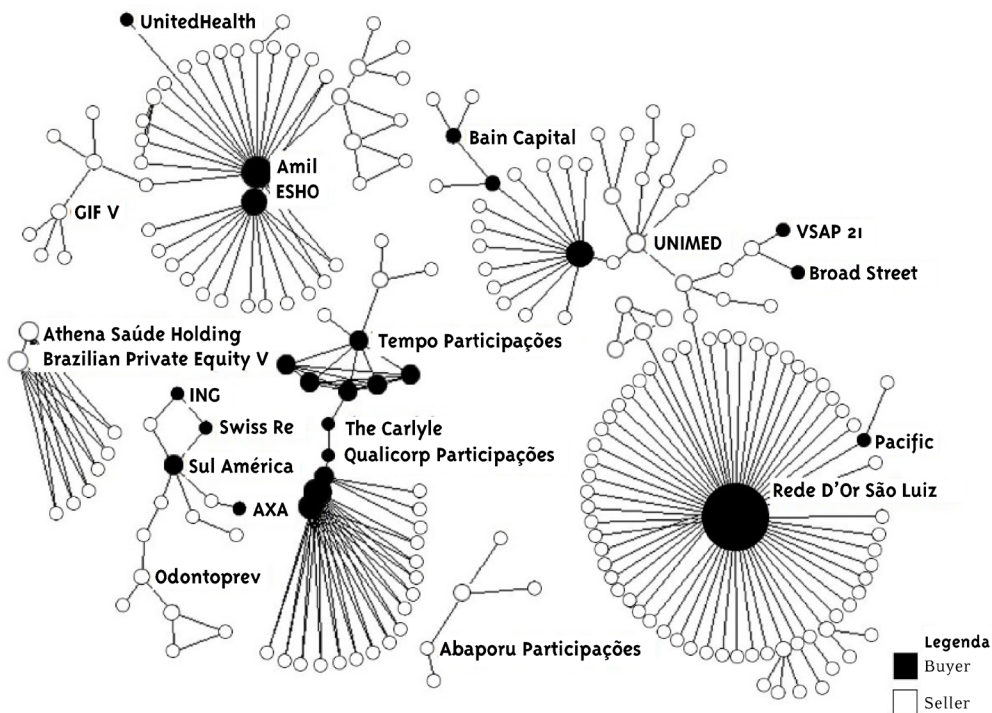 UnitedHealth
Amil
ESHO
Bain Capital
GIF V
UNIMED
VSAP 21
Broad Street
Athena Saúde Holding
Brazilian Private Equity V
Tempo Participações
ING
Swiss Re
The Carlyle
Qualicorp Participações
Pacific
Sul América
Rede D'Or São Luiz
AXA
Odontoprev
Abaporu Participações
Legenda
Buyer
Seller